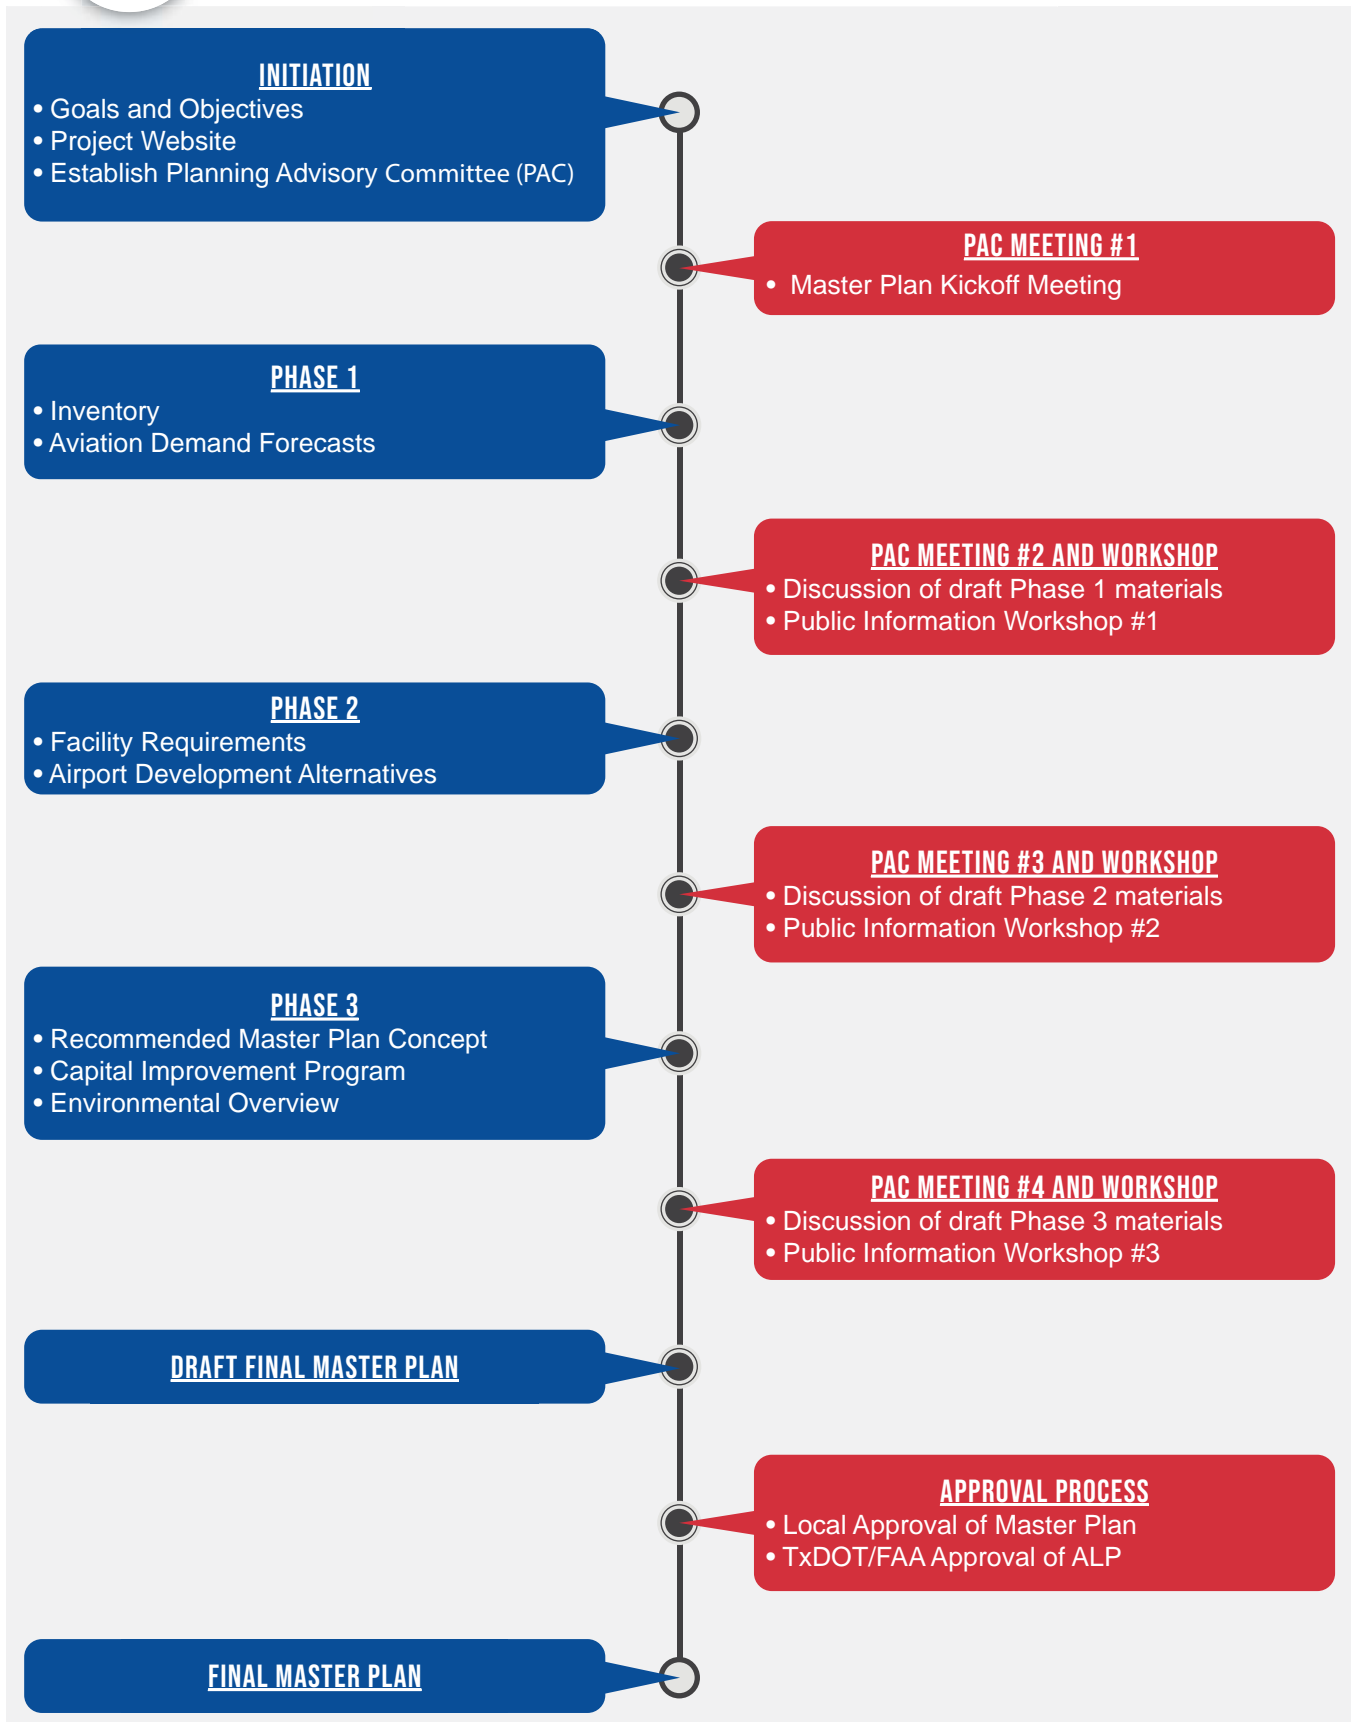 INITIATION
• Goals and Objectives
• Project Website
• Establish Planning Advisory Committee (PAC)
PAC MEETING #1
• Master Plan Kickoff Meeting
PHASE 1
• Inventory
• Aviation Demand Forecasts
PAC MEETING #2 AND WORKSHOP
• Discussion of draft Phase 1 materials
• Public Information Workshop #1
PHASE 2
• Facility Requirements
• Airport Development Alternatives
PAC MEETING #3 AND WORKSHOP
• Discussion of draft Phase 2 materials
• Public Information Workshop #2
PHASE 3
• Recommended Master Plan Concept
• Capital Improvement Program
• Environmental Overview
PAC MEETING #4 AND WORKSHOP
• Discussion of draft Phase 3 materials
• Public Information Workshop #3
DRAFT FINAL MASTER PLAN
APPROVAL PROCESS
• Local Approval of Master Plan
• TxDOT/FAA Approval of ALP
FINAL MASTER PLAN